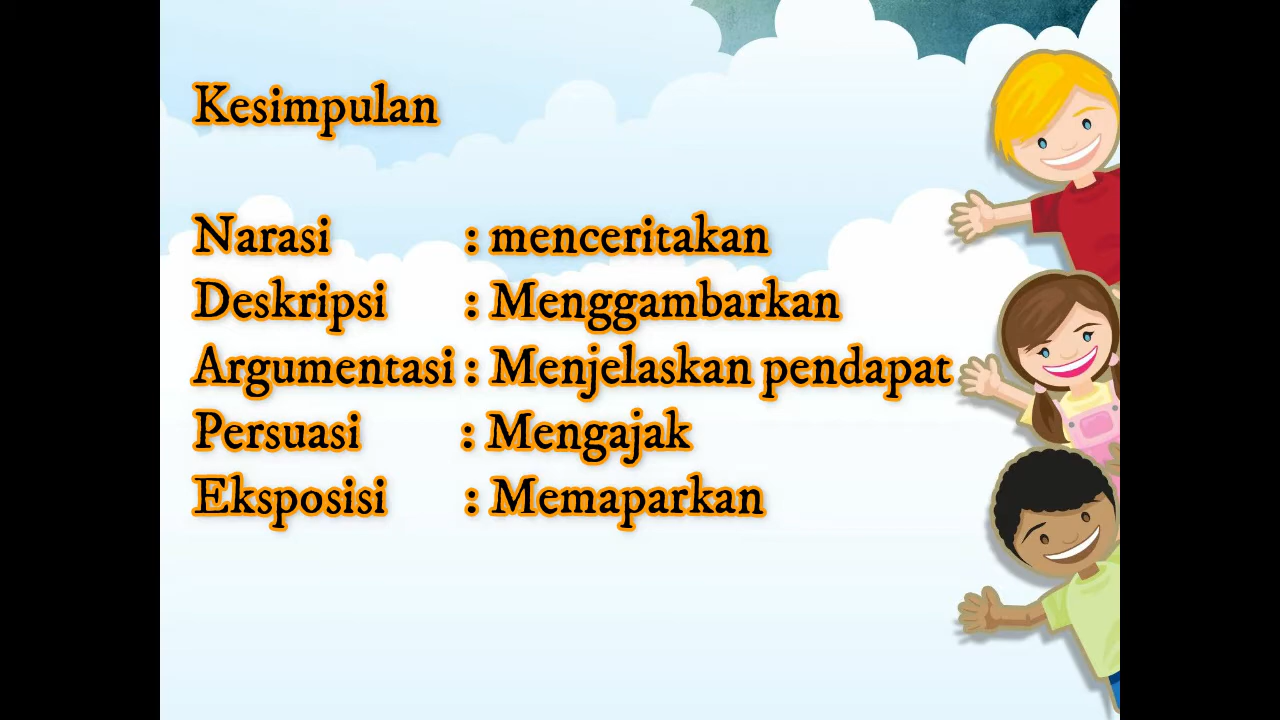 Kesimpulan
Narasi : menceritakan
Deskripsi : Menggambarkan
Argumentasi : Menjelaskan pendapat
Persuasi : Mengajak
Eksposisi : Memaparkan